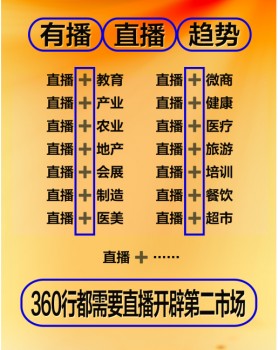 有播 直播 趋势
直播 + 教育 直播 + 微商
直播 + 产业 直播 + 健康
直播 + 农业 直播 + 医疗
直播 + 地产 直播 + 旅游
直播 + 会展 直播 + 培训
直播 + 制造 直播 + 餐饮
直播 + 医美 直播 + 超市
直播 + ……
360行都需要直播开辟第二市场